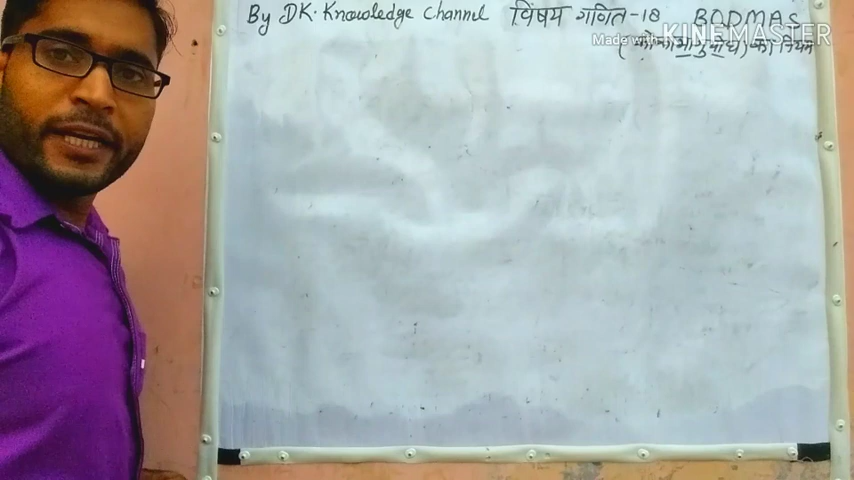 By DK. Knowledge Channel विषय गणित-18 BODMAS
Made with KINEMASTER
(को का भा गु यो घ) का नियम